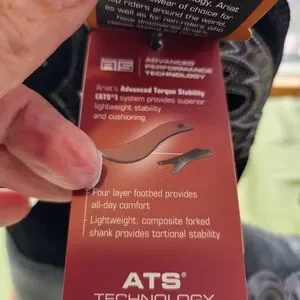 wear of choice for
top riders around the world
as well as for non riders who
ADVANCED
PERFORMANCE
TECHNOLOGY
Ariat's Advanced Torque Stability
(ATS®) system provides superior
lightweight stability
and cushioning.
Four layer footbed provides
all-day comfort
- Lightweight, composite forked
shank provides tortional stability
ATS®
TECHNOLOGY